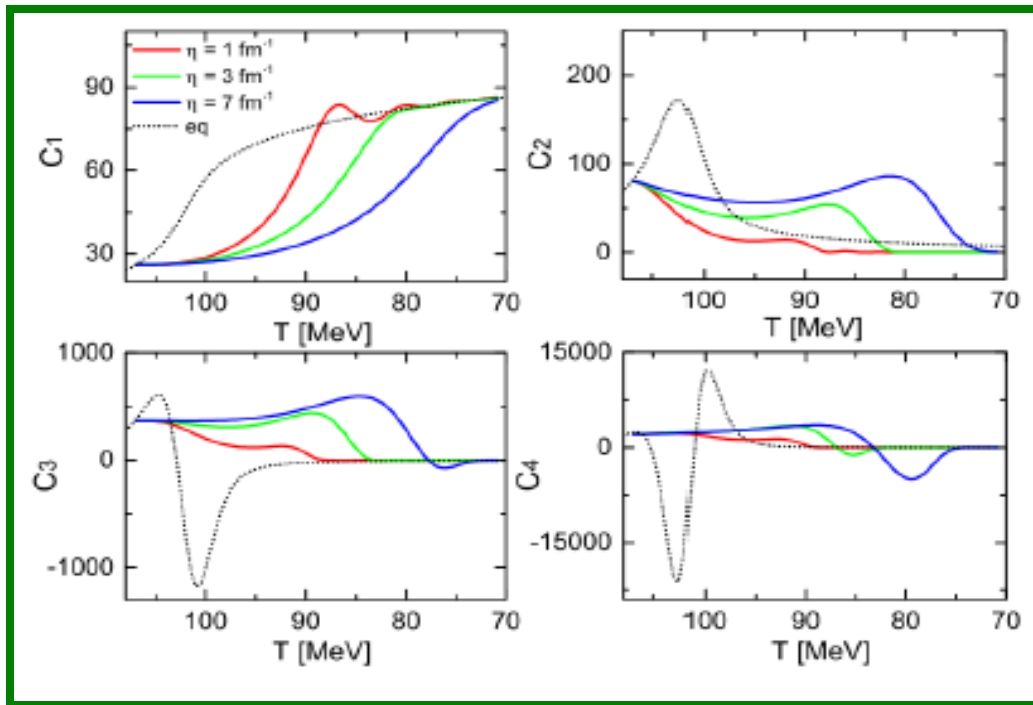 η = 1 fm⁻¹
η = 3 fm⁻¹
η = 7 fm⁻¹
eq
90
60
30
C1
100 90 80 70
T [MeV]
200
100
0
C2
100 90 80 70
T [MeV]
1000
0
-1000
C3
100 90 80 70
T [MeV]
15000
0
-15000
C4
100 90 80 70
T [MeV]